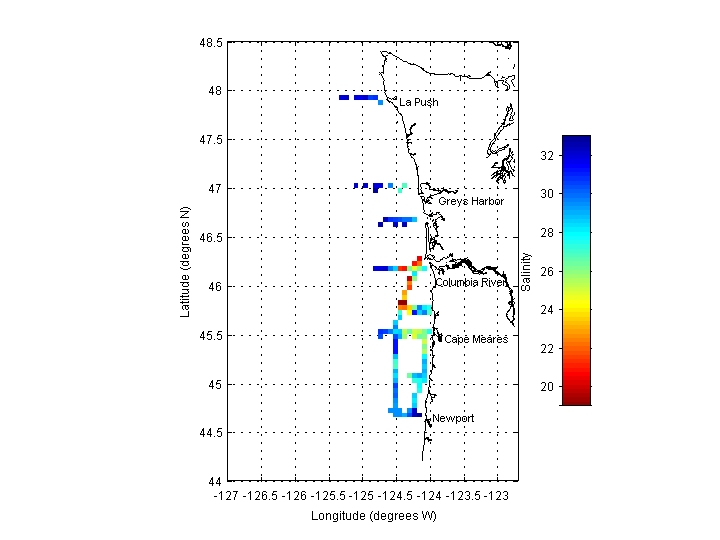 48.5
48
La Push
47.5
47
Greys Harbor
46.5
46
Columbia River
45.5
Cape Meares
45
44.5
Newport
44
-127 -126.5 -126 -125.5 -125 -124.5 -124 -123.5 -123
Longitude (degrees W)
Latitude (degrees N)
Salinity
32
30
28
26
24
22
20